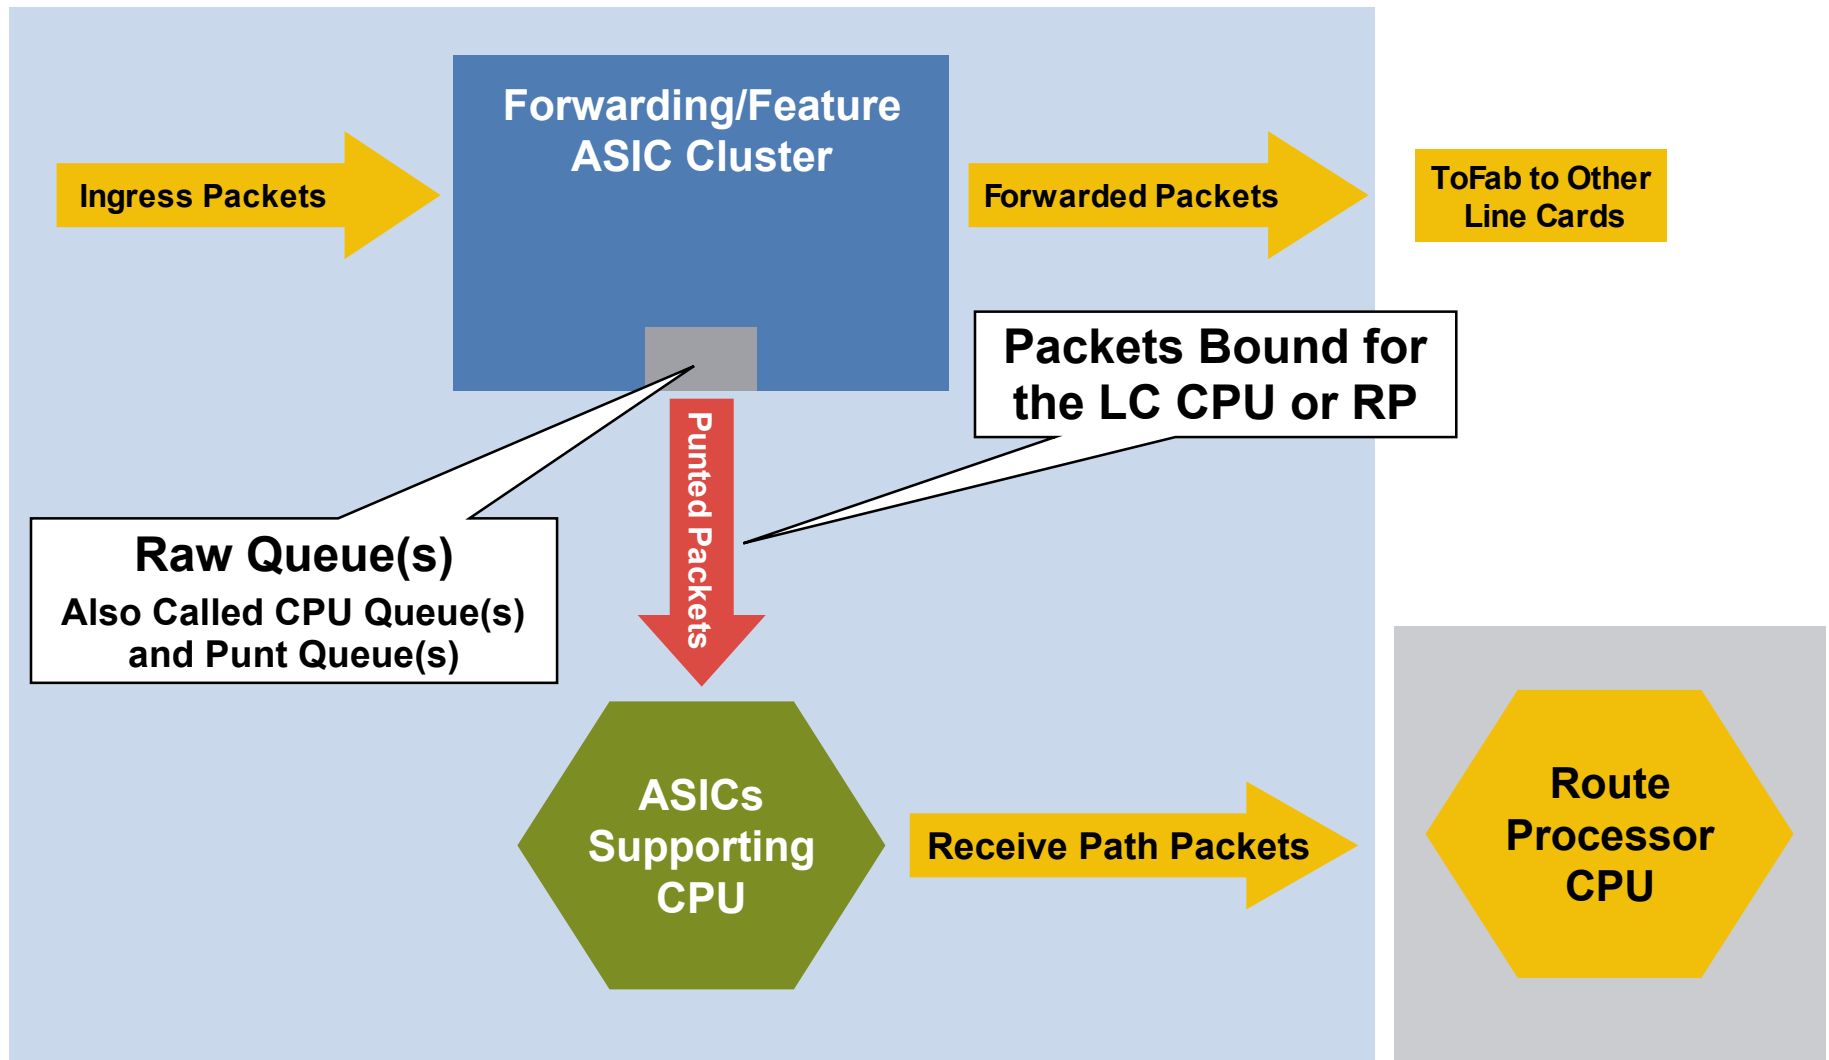 Forwarding/Feature
ASIC Cluster
Ingress Packets
Forwarded Packets
ToFab to Other
Line Cards
Packets Bound for
the LC CPU or RP
Punted Packets
Raw Queue(s)
Also Called CPU Queue(s)
and Punt Queue(s)
ASICs
Supporting
CPU
Receive Path Packets
Route
Processor
CPU